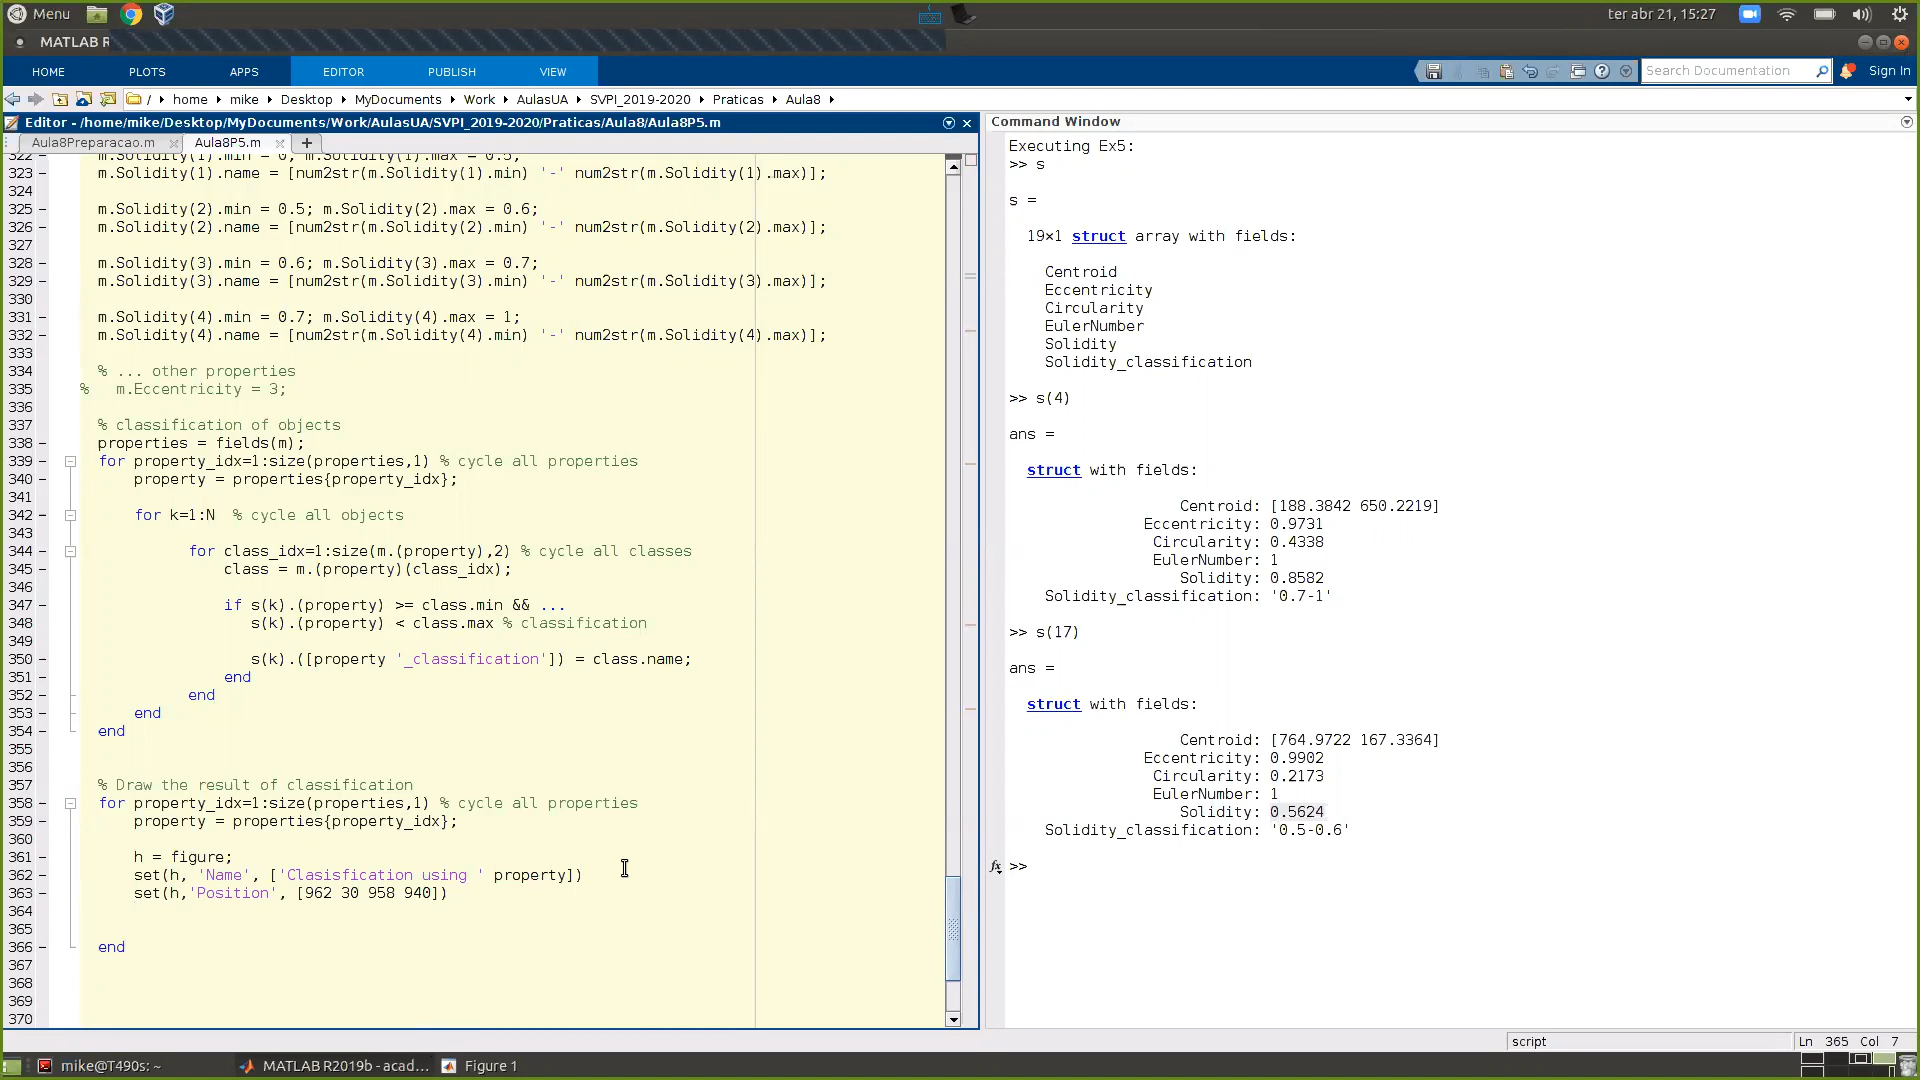 Menu
ter abr 21, 15:27
MATLAB R
HOME PLOTS APPS EDITOR PUBLISH VIEW
Search Documentation
Sign In
/ home mike Desktop MyDocuments Work AulasUA SVPI_2019-2020 Praticas Aula8
Editor - /home/mike/Desktop/MyDocuments/Work/AulasUA/SVPI_2019-2020/Praticas/Aula8/Aula8P5.m
Aula8Preparacao.m Aula8P5.m +
322 - m.Solidity(1).min = 0; m.Solidity(1).max = 0.5;
323 - m.Solidity(1).name = [num2str(m.Solidity(1).min) '-' num2str(m.Solidity(1).max)];
324
325 - m.Solidity(2).min = 0.5; m.Solidity(2).max = 0.6;
326 - m.Solidity(2).name = [num2str(m.Solidity(2).min) '-' num2str(m.Solidity(2).max)];
327
328 - m.Solidity(3).min = 0.6; m.Solidity(3).max = 0.7;
329 - m.Solidity(3).name = [num2str(m.Solidity(3).min) '-' num2str(m.Solidity(3).max)];
330
331 - m.Solidity(4).min = 0.7; m.Solidity(4).max = 1;
332 - m.Solidity(4).name = [num2str(m.Solidity(4).min) '-' num2str(m.Solidity(4).max)];
333
334 % ... other properties
335 % m.Eccentricity = 3;
336
337 % classification of objects
338 - properties = fields(m);
339 - for property_idx=1:size(properties,1) % cycle all properties
340 - property = properties{property_idx};
341
342 - for k=1:N % cycle all objects
343
344 - for class_idx=1:size(m.(property),2) % cycle all classes
345 - class = m.(property)(class_idx);
346
347 - if s(k).(property) >= class.min && ...
348 - s(k).(property) < class.max % classification
349
350 - s(k).([property '_classification']) = class.name;
351 - end
352 - end
353 - end
354 - end
355
356
357 % Draw the result of classification
358 - for property_idx=1:size(properties,1) % cycle all properties
359 - property = properties{property_idx};
360
361 - h = figure;
362 - set(h, 'Name', ['Clasisfication using ' property])
363 - set(h,'Position', [962 30 958 940])
364
365
366 - end
367
368
369
370
Command Window
Executing Ex5:
>> s
s =
19×1 struct array with fields:
Centroid
Eccentricity
Circularity
EulerNumber
Solidity
Solidity_classification
>> s(4)
ans =
struct with fields:
Centroid: [188.3842 650.2219]
Eccentricity: 0.9731
Circularity: 0.4338
EulerNumber: 1
Solidity: 0.8582
Solidity_classification: '0.7-1'
>> s(17)
ans =
struct with fields:
Centroid: [764.9722 167.3364]
Eccentricity: 0.9902
Circularity: 0.2173
EulerNumber: 1
Solidity: 0.5624
Solidity_classification: '0.5-0.6'
fx >>
script Ln 365 Col 7
mike@T490s: ~ MATLAB R2019b - acad... Figure 1